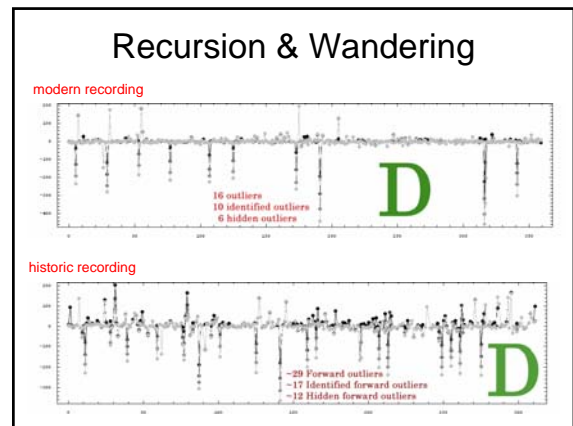 Recursion & Wandering
modern recording
16 outliers
10 identified outliers
6 hidden outliers
D
historic recording
~29 Forward outliers
~17 Identified forward outliers
~12 Hidden forward outliers
D